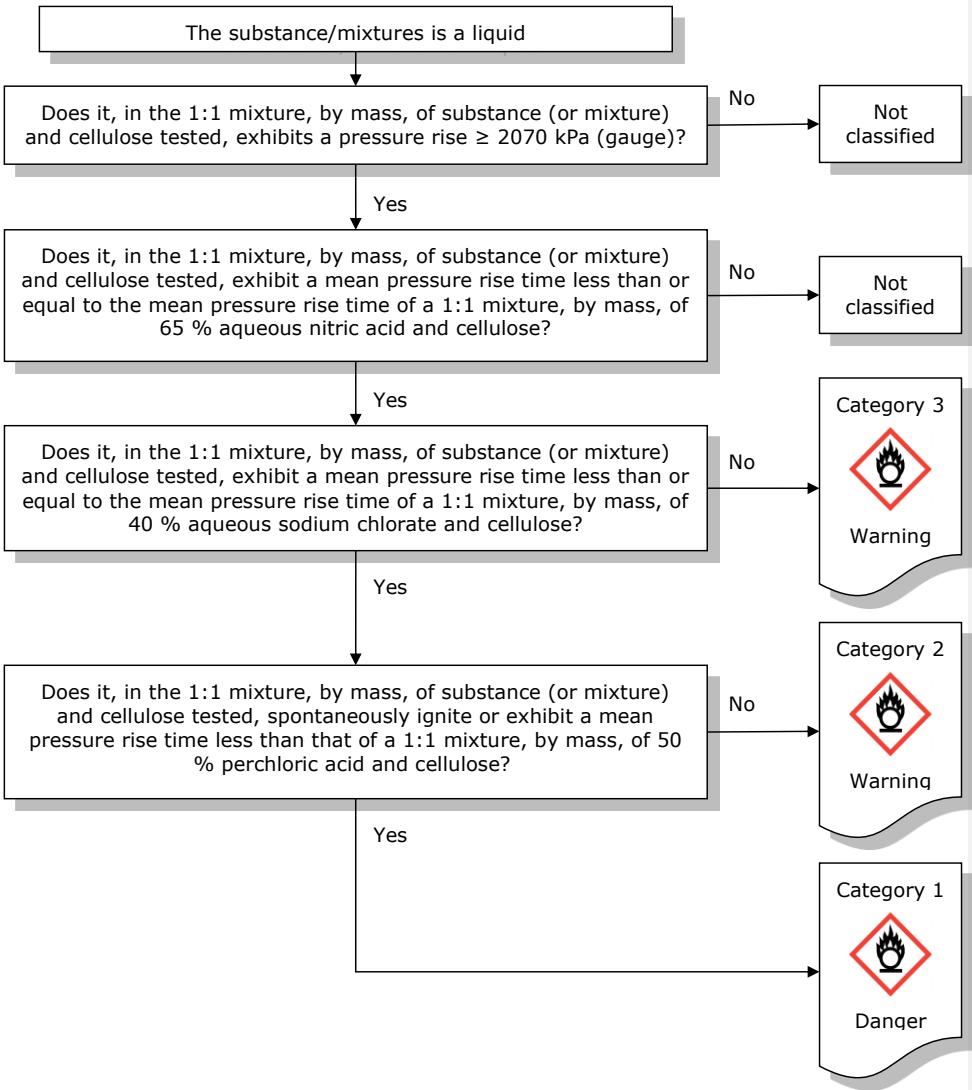 The substance/mixtures is a liquid
Does it, in the 1:1 mixture, by mass, of substance (or mixture)
and cellulose tested, exhibits a pressure rise ≥ 2070 kPa (gauge)?
No
Not
classified
Yes
Does it, in the 1:1 mixture, by mass, of substance (or mixture)
and cellulose tested, exhibit a mean pressure rise time less than or
equal to the mean pressure rise time of a 1:1 mixture, by mass, of
65 % aqueous nitric acid and cellulose?
No
Not
classified
Yes
Does it, in the 1:1 mixture, by mass, of substance (or mixture)
and cellulose tested, exhibit a mean pressure rise time less than or
equal to the mean pressure rise time of a 1:1 mixture, by mass, of
40 % aqueous sodium chlorate and cellulose?
No
Category 3
Warning
Yes
Does it, in the 1:1 mixture, by mass, of substance (or mixture)
and cellulose tested, spontaneously ignite or exhibit a mean
pressure rise time less than that of a 1:1 mixture, by mass, of 50
% perchloric acid and cellulose?
No
Category 2
Warning
Yes
Category 1
Danger